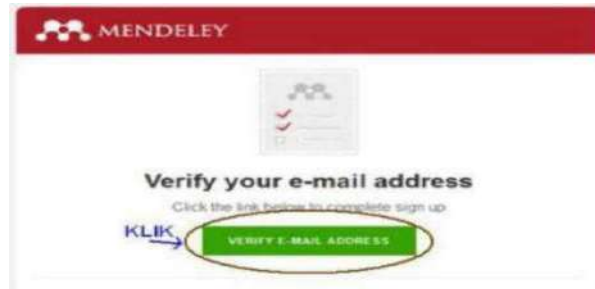 MENDELEY
Verify your e-mail address
Click the link below to complete sign up
KLIK
VERIFY E-MAIL ADDRESS